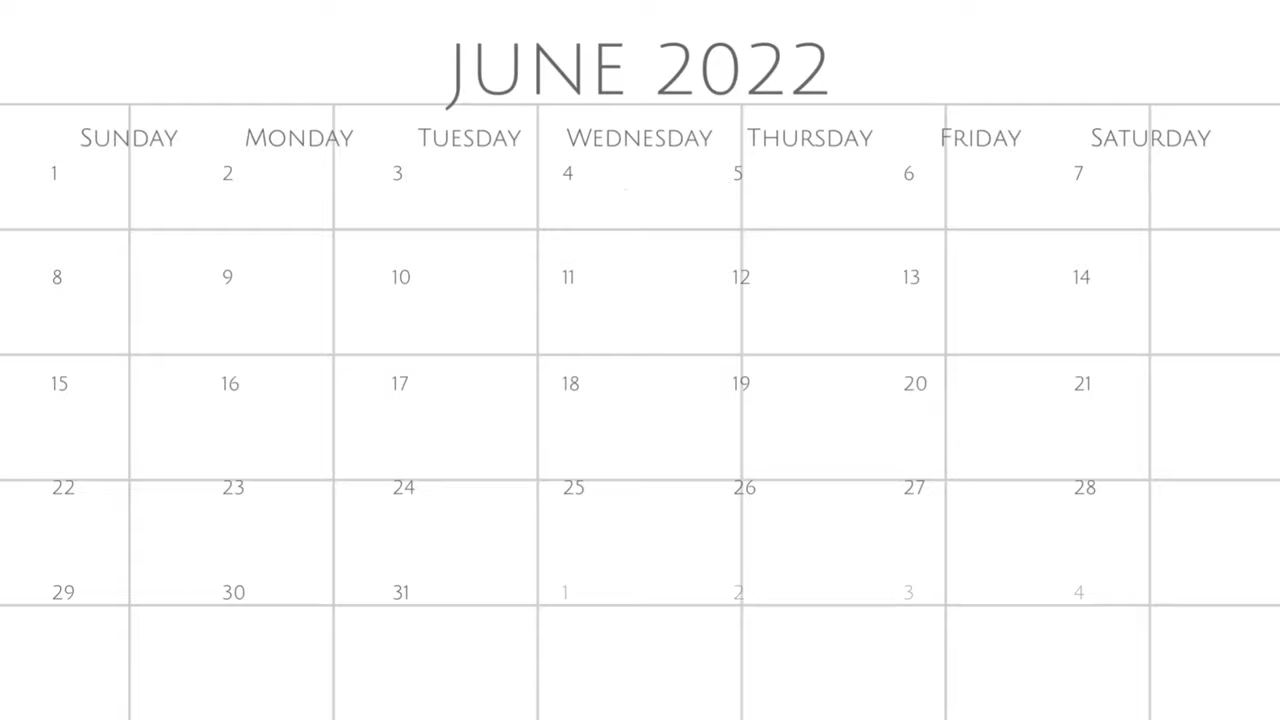 JUNE 2022
SUNDAY MONDAY TUESDAY WEDNESDAY THURSDAY FRIDAY SATURDAY
1 2 3 4 5 6 7
8 9 10 11 12 13 14
15 16 17 18 19 20 21
22 23 24 25 26 27 28
29 30 31 1 2 3 4